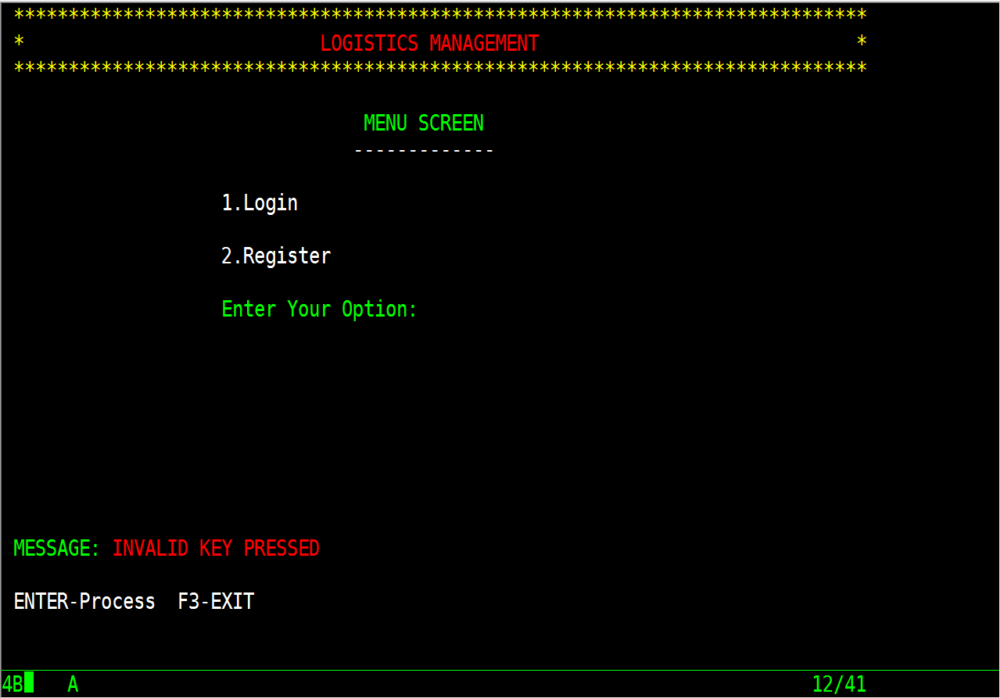 ******************************************************************************
* LOGISTICS MANAGEMENT *
******************************************************************************
MENU SCREEN
-------------
1.Login
2.Register
Enter Your Option:
MESSAGE: INVALID KEY PRESSED
ENTER-Process F3-EXIT
4B A 12/41